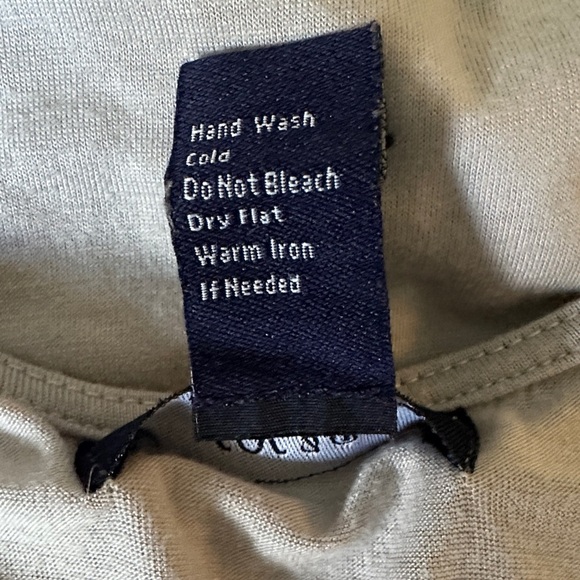 Hand Wash
Cold
Do Not Bleach
Dry Flat
Warm Iron
If Needed